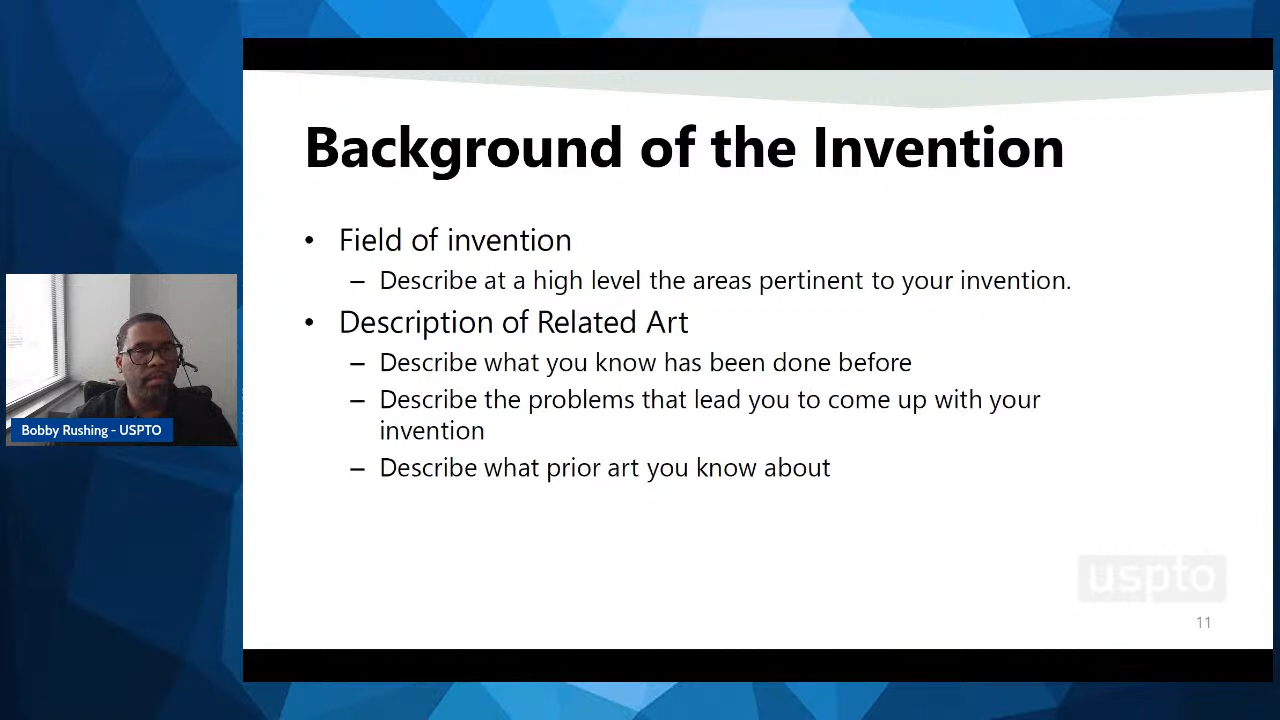 Background of the Invention
• Field of invention
– Describe at a high level the areas pertinent to your invention.
• Description of Related Art
– Describe what you know has been done before
– Describe the problems that lead you to come up with your
invention
– Describe what prior art you know about
Bobby Rushing - USPTO
uspto
11